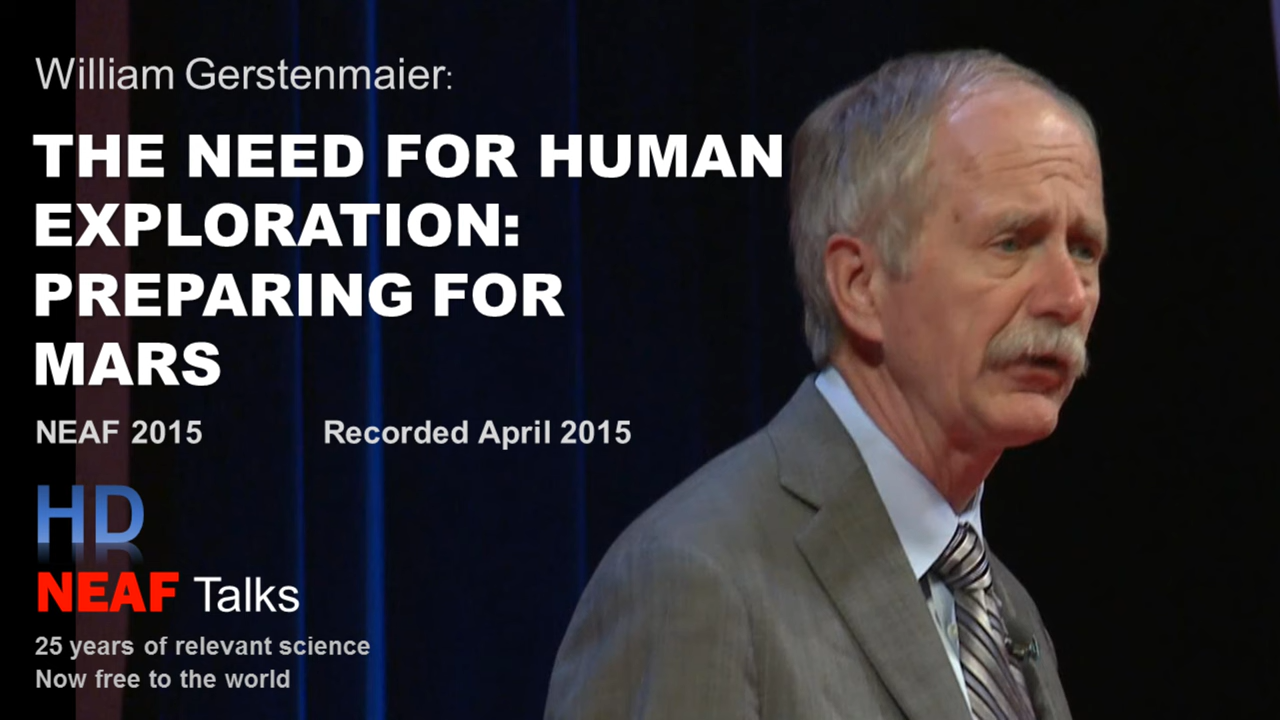 William Gerstenmaier:
THE NEED FOR HUMAN
EXPLORATION:
PREPARING FOR
MARS
NEAF 2015 Recorded April 2015
HD
NEAF Talks
25 years of relevant science
Now free to the world